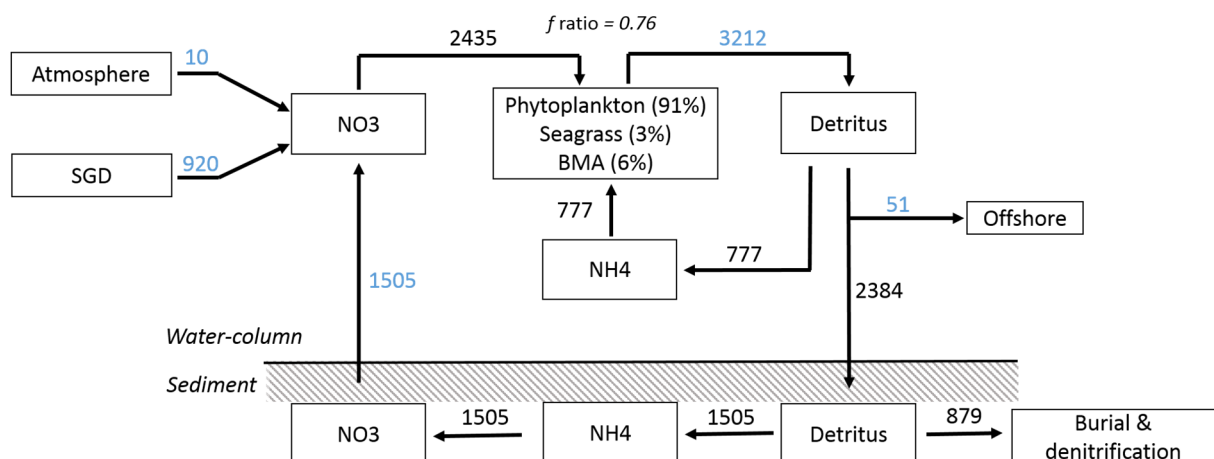 f ratio = 0.76
2435
3212
10
Atmosphere
NO3
Phytoplankton (91%)
Seagrass (3%)
BMA (6%)
Detritus
SGD
920
777
51
Offshore
NH4
777
1505
2384
Water-column
Sediment
NO3
1505
NH4
1505
Detritus
879
Burial &
denitrification